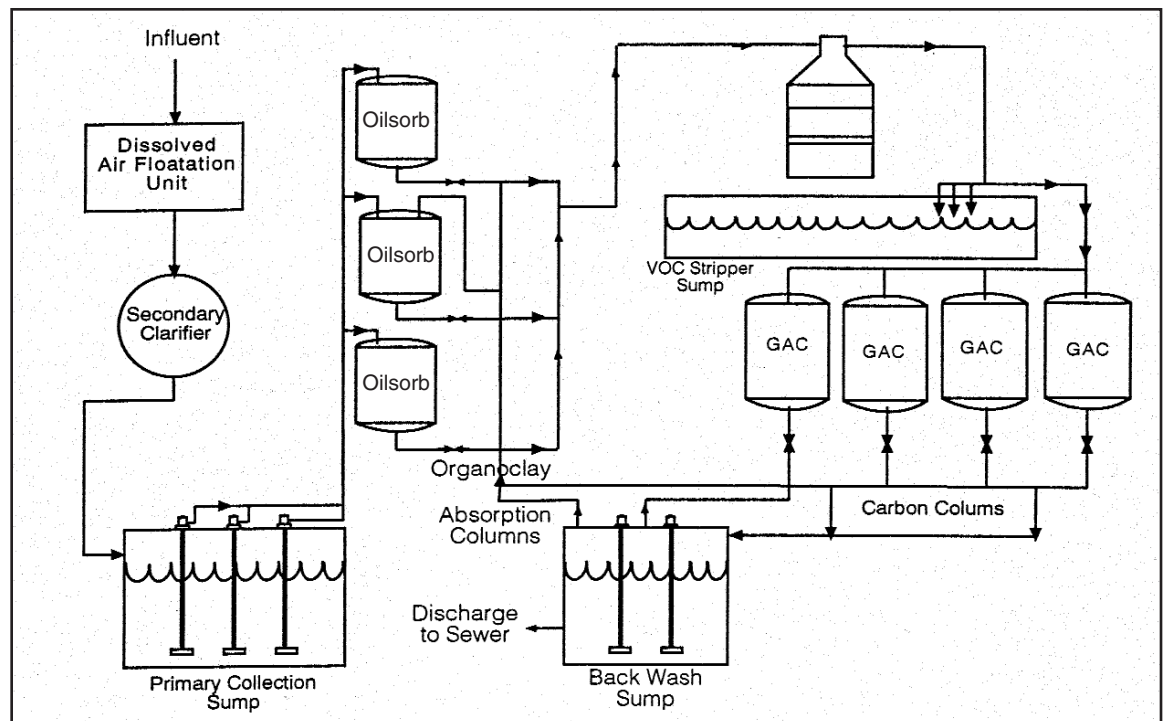 Influent
Dissolved
Air Floatation
Unit
Secondary
Clarifier
Primary Collection
Sump
Oilsorb
Oilsorb
Oilsorb
Organoclay
Absorption
Columns
VOC Stripper
Sump
GAC
GAC
GAC
GAC
Carbon Colums
Discharge
to Sewer
Back Wash
Sump